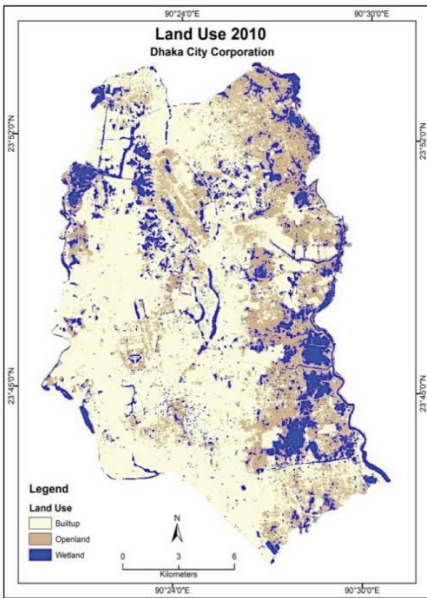 90°24'0"E 90°30'0"E
Land Use 2010
Dhaka City Corporation
23°52'0"N 23°52'0"N
23°45'0"N 23°45'0"N
Legend
Land Use
Builtup
Openland
Wetland
N
0 3 6
Kilometers
90°24'0"E 90°30'0"E